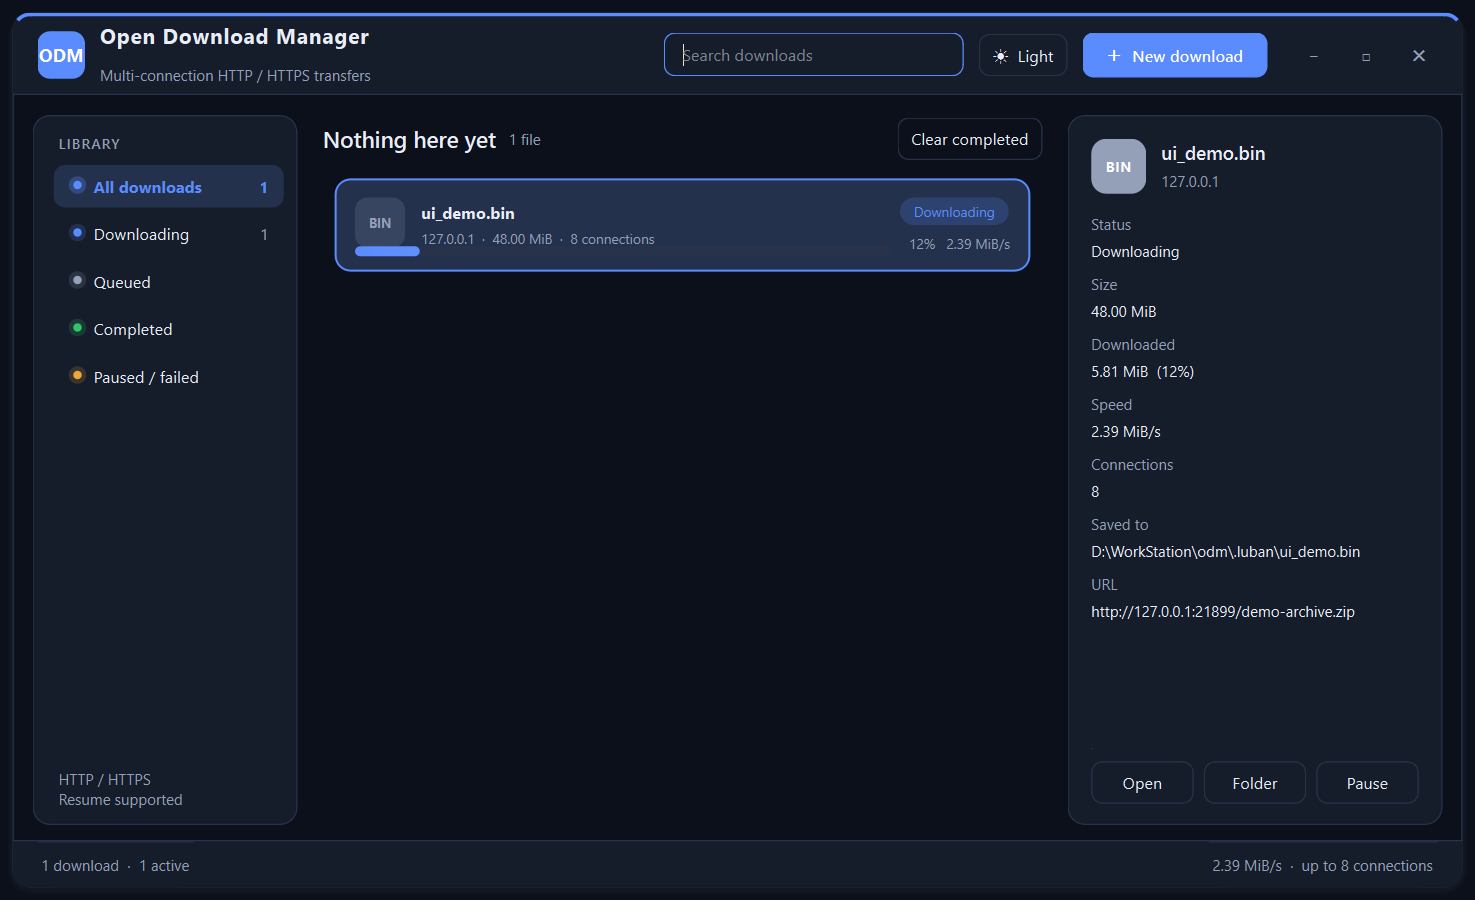 ODM
Open Download Manager
Multi-connection HTTP / HTTPS transfers
Search downloads
Light
+ New download
LIBRARY
All downloads 1
Downloading 1
Queued
Completed
Paused / failed
HTTP / HTTPS
Resume supported
Nothing here yet 1 file
Clear completed
BIN
ui_demo.bin
127.0.0.1 · 48.00 MiB · 8 connections
Downloading
12% 2.39 MiB/s
BIN
ui_demo.bin
127.0.0.1
Status
Downloading
Size
48.00 MiB
Downloaded
5.81 MiB (12%)
Speed
2.39 MiB/s
Connections
8
Saved to
D:\WorkStation\odm\.luban\ui_demo.bin
URL
http://127.0.0.1:21899/demo-archive.zip
Open
Folder
Pause
1 download · 1 active
2.39 MiB/s · up to 8 connections